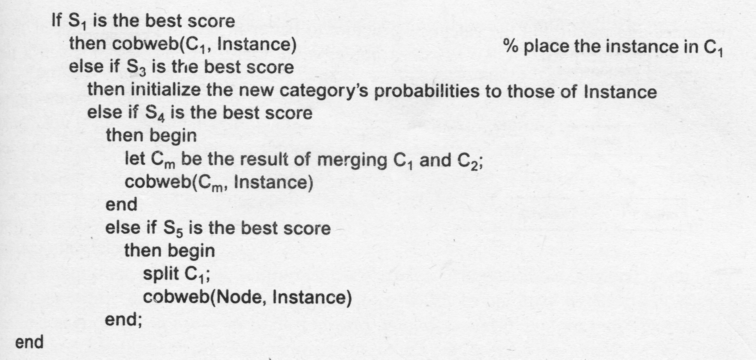 If S₁ is the best score
then cobweb(C₁, Instance) % place the instance in C₁
else if S₃ is the best score
then initialize the new category's probabilities to those of Instance
else if S₄ is the best score
then begin
let Cₘ be the result of merging C₁ and C₂;
cobweb(Cₘ, Instance)
end
else if S₅ is the best score
then begin
split C₁;
cobweb(Node, Instance)
end;
end